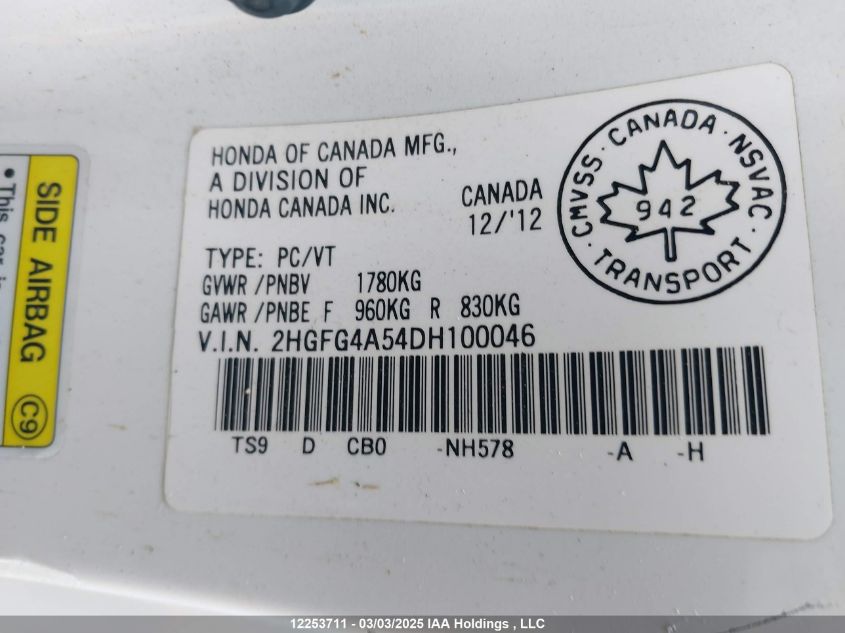 HONDA OF CANADA MFG.,
A DIVISION OF
HONDA CANADA INC.
CANADA
12/'12
TYPE: PC/VT
GVWR /PNBV 1780KG
GAWR /PNBE F 960KG R 830KG
V.I.N. 2HGFG4A54DH100046
TS9 D CB0 -NH578 -A -H
· CANADA · NSVAC · TRANSPORT · CMVSS
942
SIDE AIRBAG C9
• This car i
12253711 - 03/03/2025 IAA Holdings , LLC